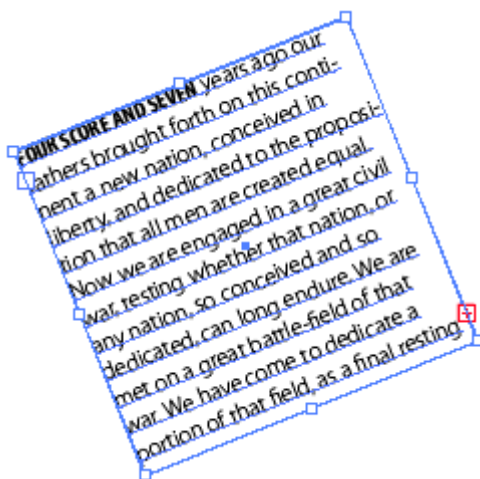 FOUR SCORE AND SEVEN years ago our
fathers brought forth on this conti-
nent a new nation, conceived in
liberty, and dedicated to the proposi-
tion that all men are created equal.
Now we are engaged in a great civil
war, testing whether that nation, or
any nation, so conceived and so
dedicated, can long endure. We are
met on a great battle-field of that
war. We have come to dedicate a
portion of that field, as a final resting